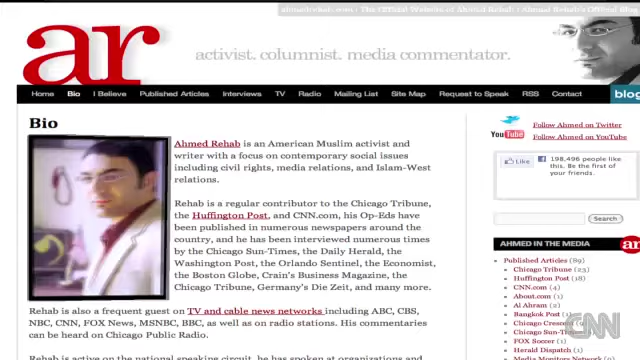 ahmedrehab.com : The Official Website of Ahmed Rehab | Ahmed Rehab's Official Blog
ar
activist. columnist. media commentator.
Home Bio I Believe Published Articles Interviews TV Radio Mailing List Site Map Request to Speak RSS Contact blog
Bio
Ahmed Rehab is an American Muslim activist and
writer with a focus on contemporary social issues
including civil rights, media relations, and Islam-West
relations.
Rehab is a regular contributor to the Chicago Tribune,
the Huffington Post, and CNN.com, his Op-Eds have
been published in numerous newspapers around the
country, and he has been interviewed numerous times
by the Chicago Sun-Times, the Daily Herald, the
Washington Post, the Orlando Sentinel, the Economist,
the Boston Globe, Crain's Business Magazine, the
Chicago Tribune, Germany's Die Zeit, and many more.
Rehab is also a frequent guest on TV and cable news networks including ABC, CBS,
NBC, CNN, FOX News, MSNBC, BBC, as well as on radio stations. His commentaries
can be heard on Chicago Public Radio.
Rehab is active on the national speaking circuit, he has spoken at organizations and
Follow Ahmed on Twitter
YouTube Follow Ahmed on YouTube
Like 198,496 people like
this. Be the first of
your friends.
Search
AHMED IN THE MEDIA ar
Published Articles (89)
Chicago Tribune (23)
Huffington Post (18)
CNN.com (4)
About.com (1)
Al Ahram (2)
Bangkok Post (1)
Chicago Crescent
Chicago Sun-Times
FOX Soccer (1)
Herald Dispatch (1)
Media Monitors Network
CNN